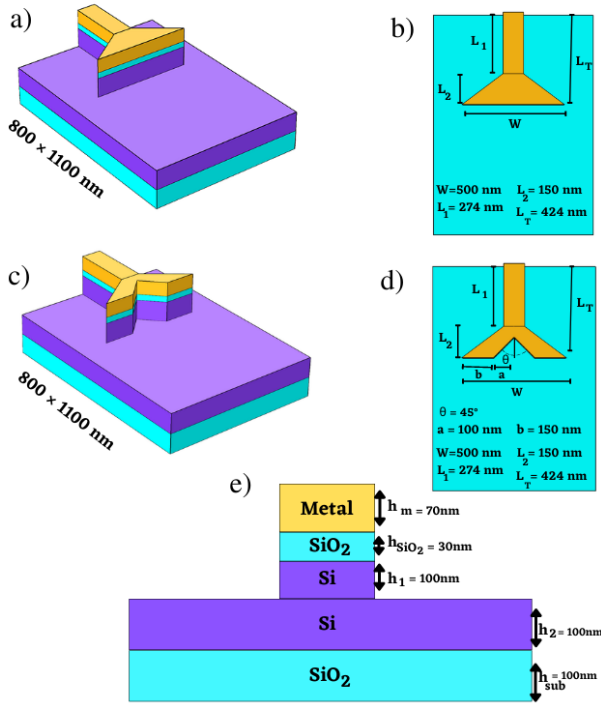 a)
800 × 1100 nm
b)
L1
L2
LT
W
W=500 nm L2= 150 nm
L1= 274 nm LT= 424 nm
c)
800 × 1100 nm
d)
L1
L2
LT
θ
b a
W
θ = 45°
a = 100 nm b = 150 nm
W=500 nm L2= 150 nm
L1= 274 nm LT= 424 nm
e)
Metal
h m = 70nm
SiO2
hSiO2 = 30nm
Si
h1 = 100nm
Si
h2 = 100nm
SiO2
hsub = 100nm